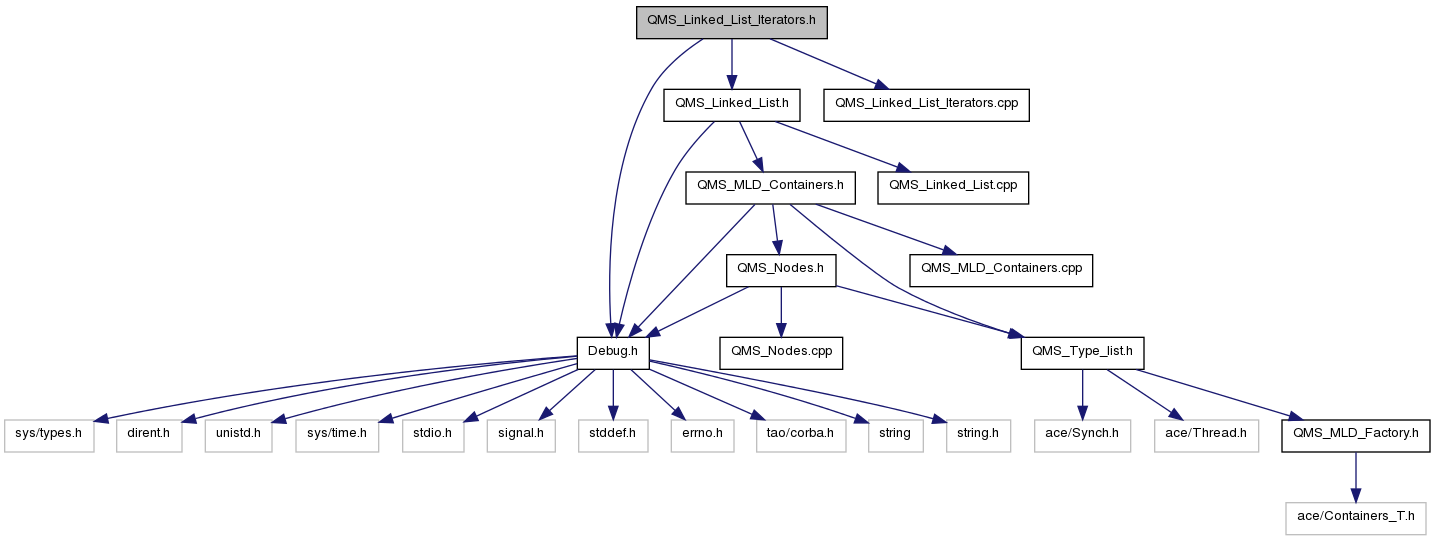 QMS_Linked_List_Iterators.h
QMS_Linked_List.h
QMS_Linked_List_Iterators.cpp
QMS_MLD_Containers.h
QMS_Linked_List.cpp
QMS_Nodes.h
QMS_MLD_Containers.cpp
Debug.h
QMS_Nodes.cpp
QMS_Type_list.h
sys/types.h
dirent.h
unistd.h
sys/time.h
stdio.h
signal.h
stddef.h
errno.h
tao/corba.h
string
string.h
ace/Synch.h
ace/Thread.h
QMS_MLD_Factory.h
ace/Containers_T.h